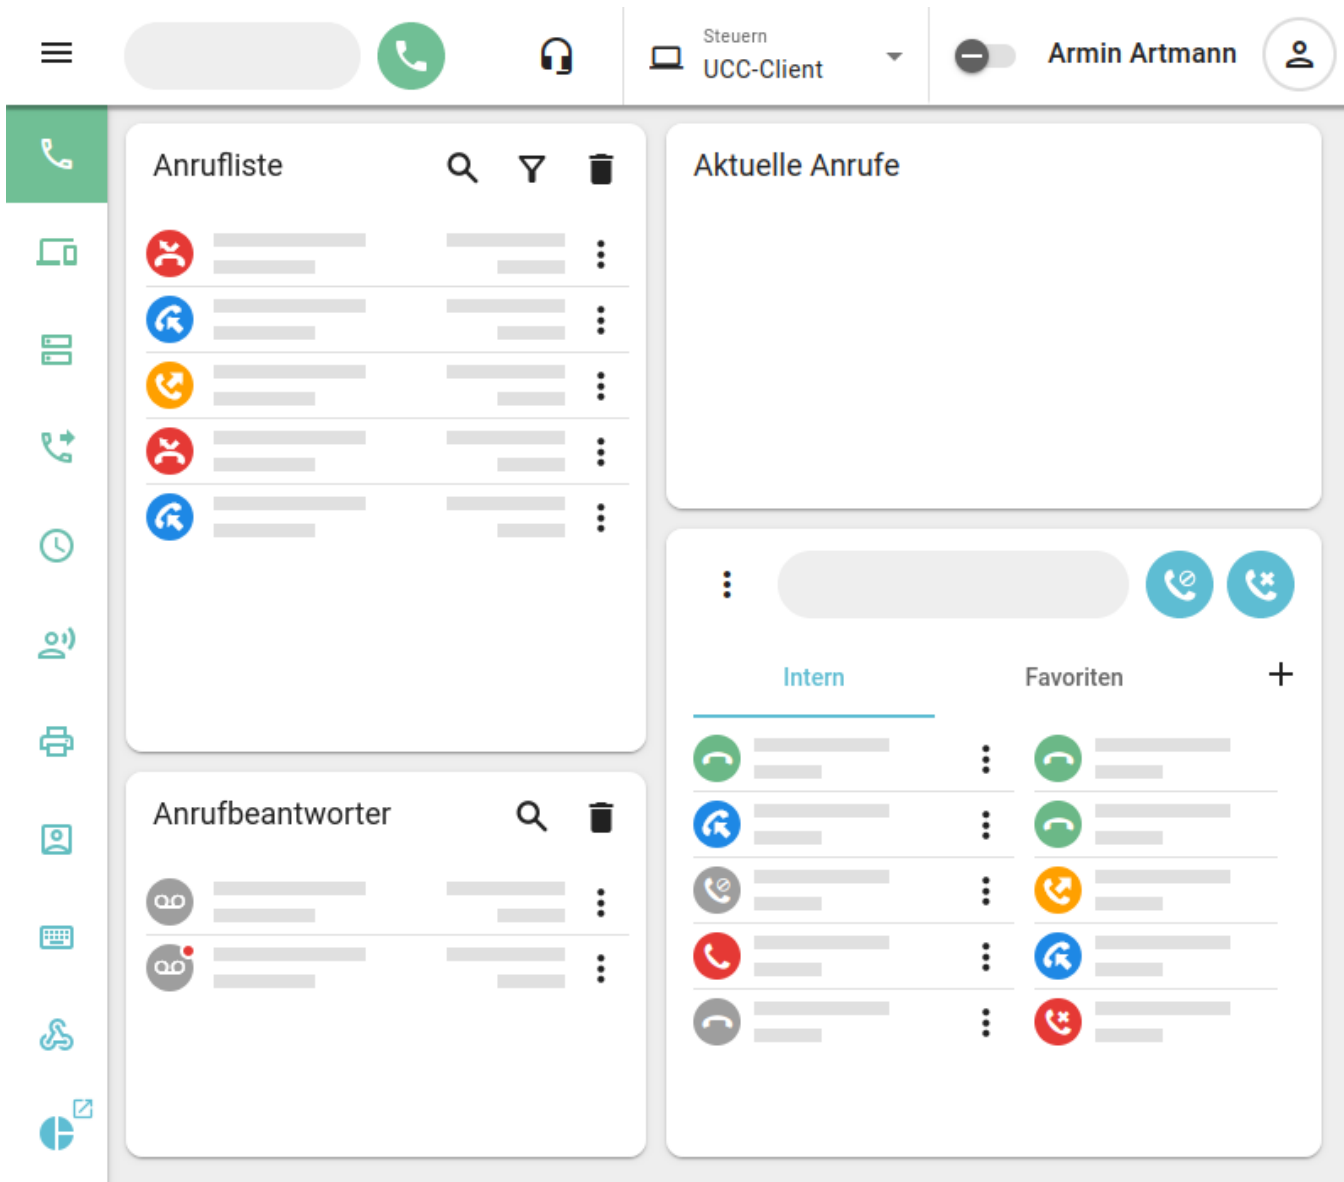 Steuern
UCC-Client
Armin Artmann
Anrufliste
Aktuelle Anrufe
Intern
Favoriten
Anrufbeantworter